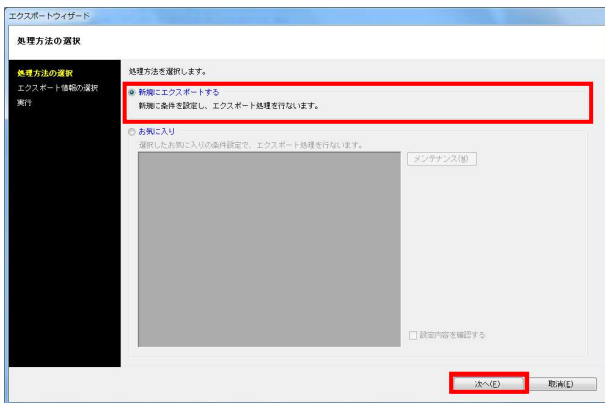 エクスポートウィザード
処理方法の選択
処理方法の選択
エクスポート情報の選択
実行
処理方法を選択します。
新規にエクスポートする
新規に条件を設定し、エクスポート処理を行ないます。
お気に入り
選択したお気に入りの条件設定で、エクスポート処理を行ないます。
メンテナンス(M)
設定内容を確認する
次へ(F)
取消(E)